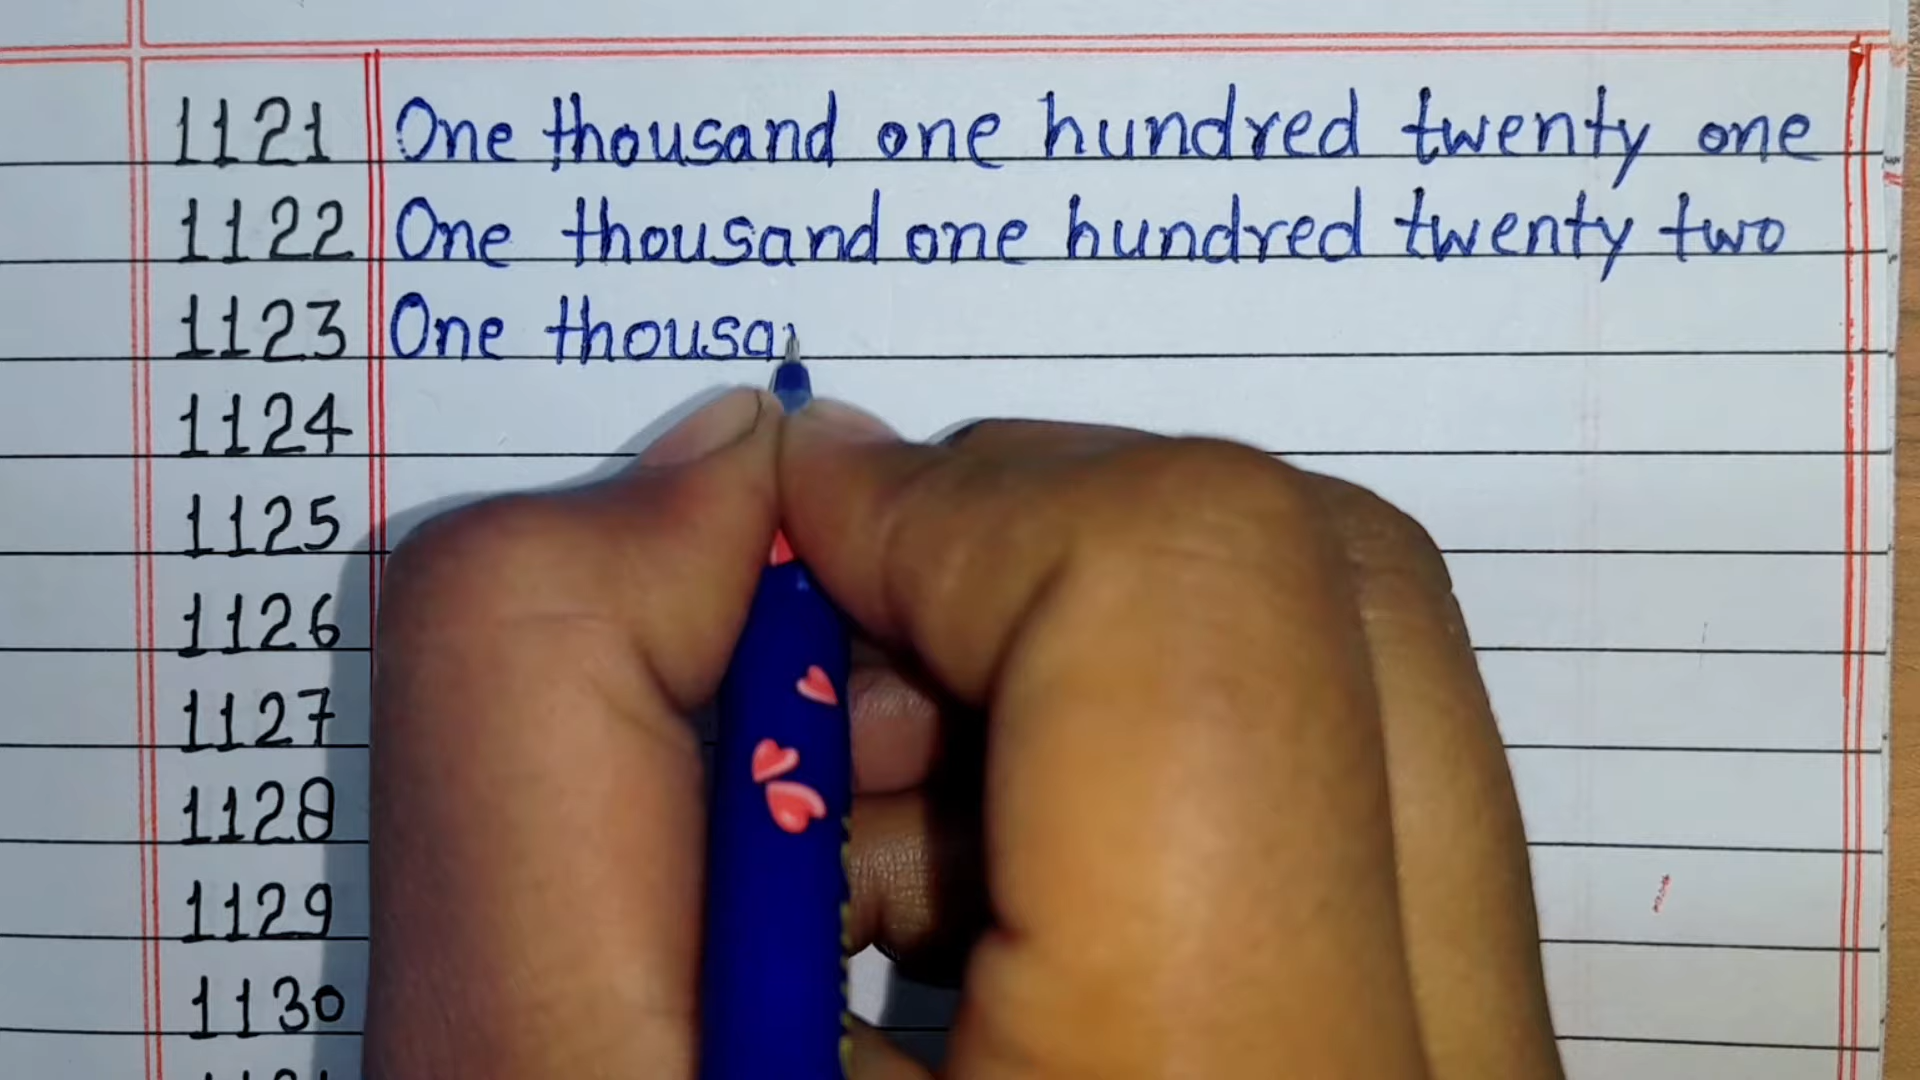 1121 One thousand one hundred twenty one
1122 One thousand one hundred twenty two
1123 One thousa
1124
1125
1126
1127
1128
1129
1130